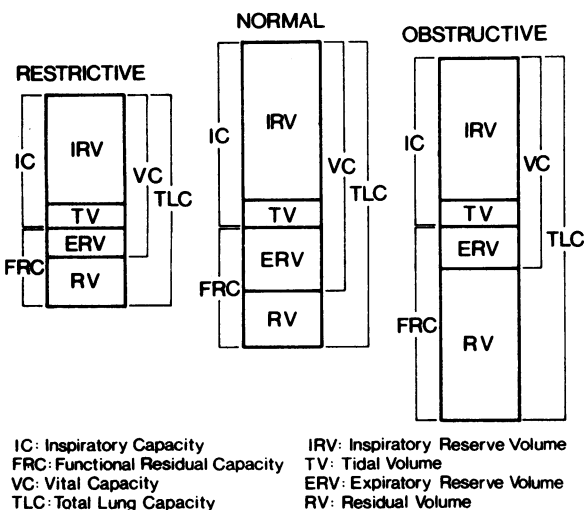 NORMAL
OBSTRUCTIVE
RESTRICTIVE
IC
IRV
VC
TLC
TV
ERV
FRC
RV
IC
IRV
VC
TLC
TV
ERV
FRC
RV
IC
IRV
VC
TLC
TV
ERV
FRC
RV
IC: Inspiratory Capacity
FRC: Functional Residual Capacity
VC: Vital Capacity
TLC: Total Lung Capacity
IRV: Inspiratory Reserve Volume
TV: Tidal Volume
ERV: Expiratory Reserve Volume
RV: Residual Volume